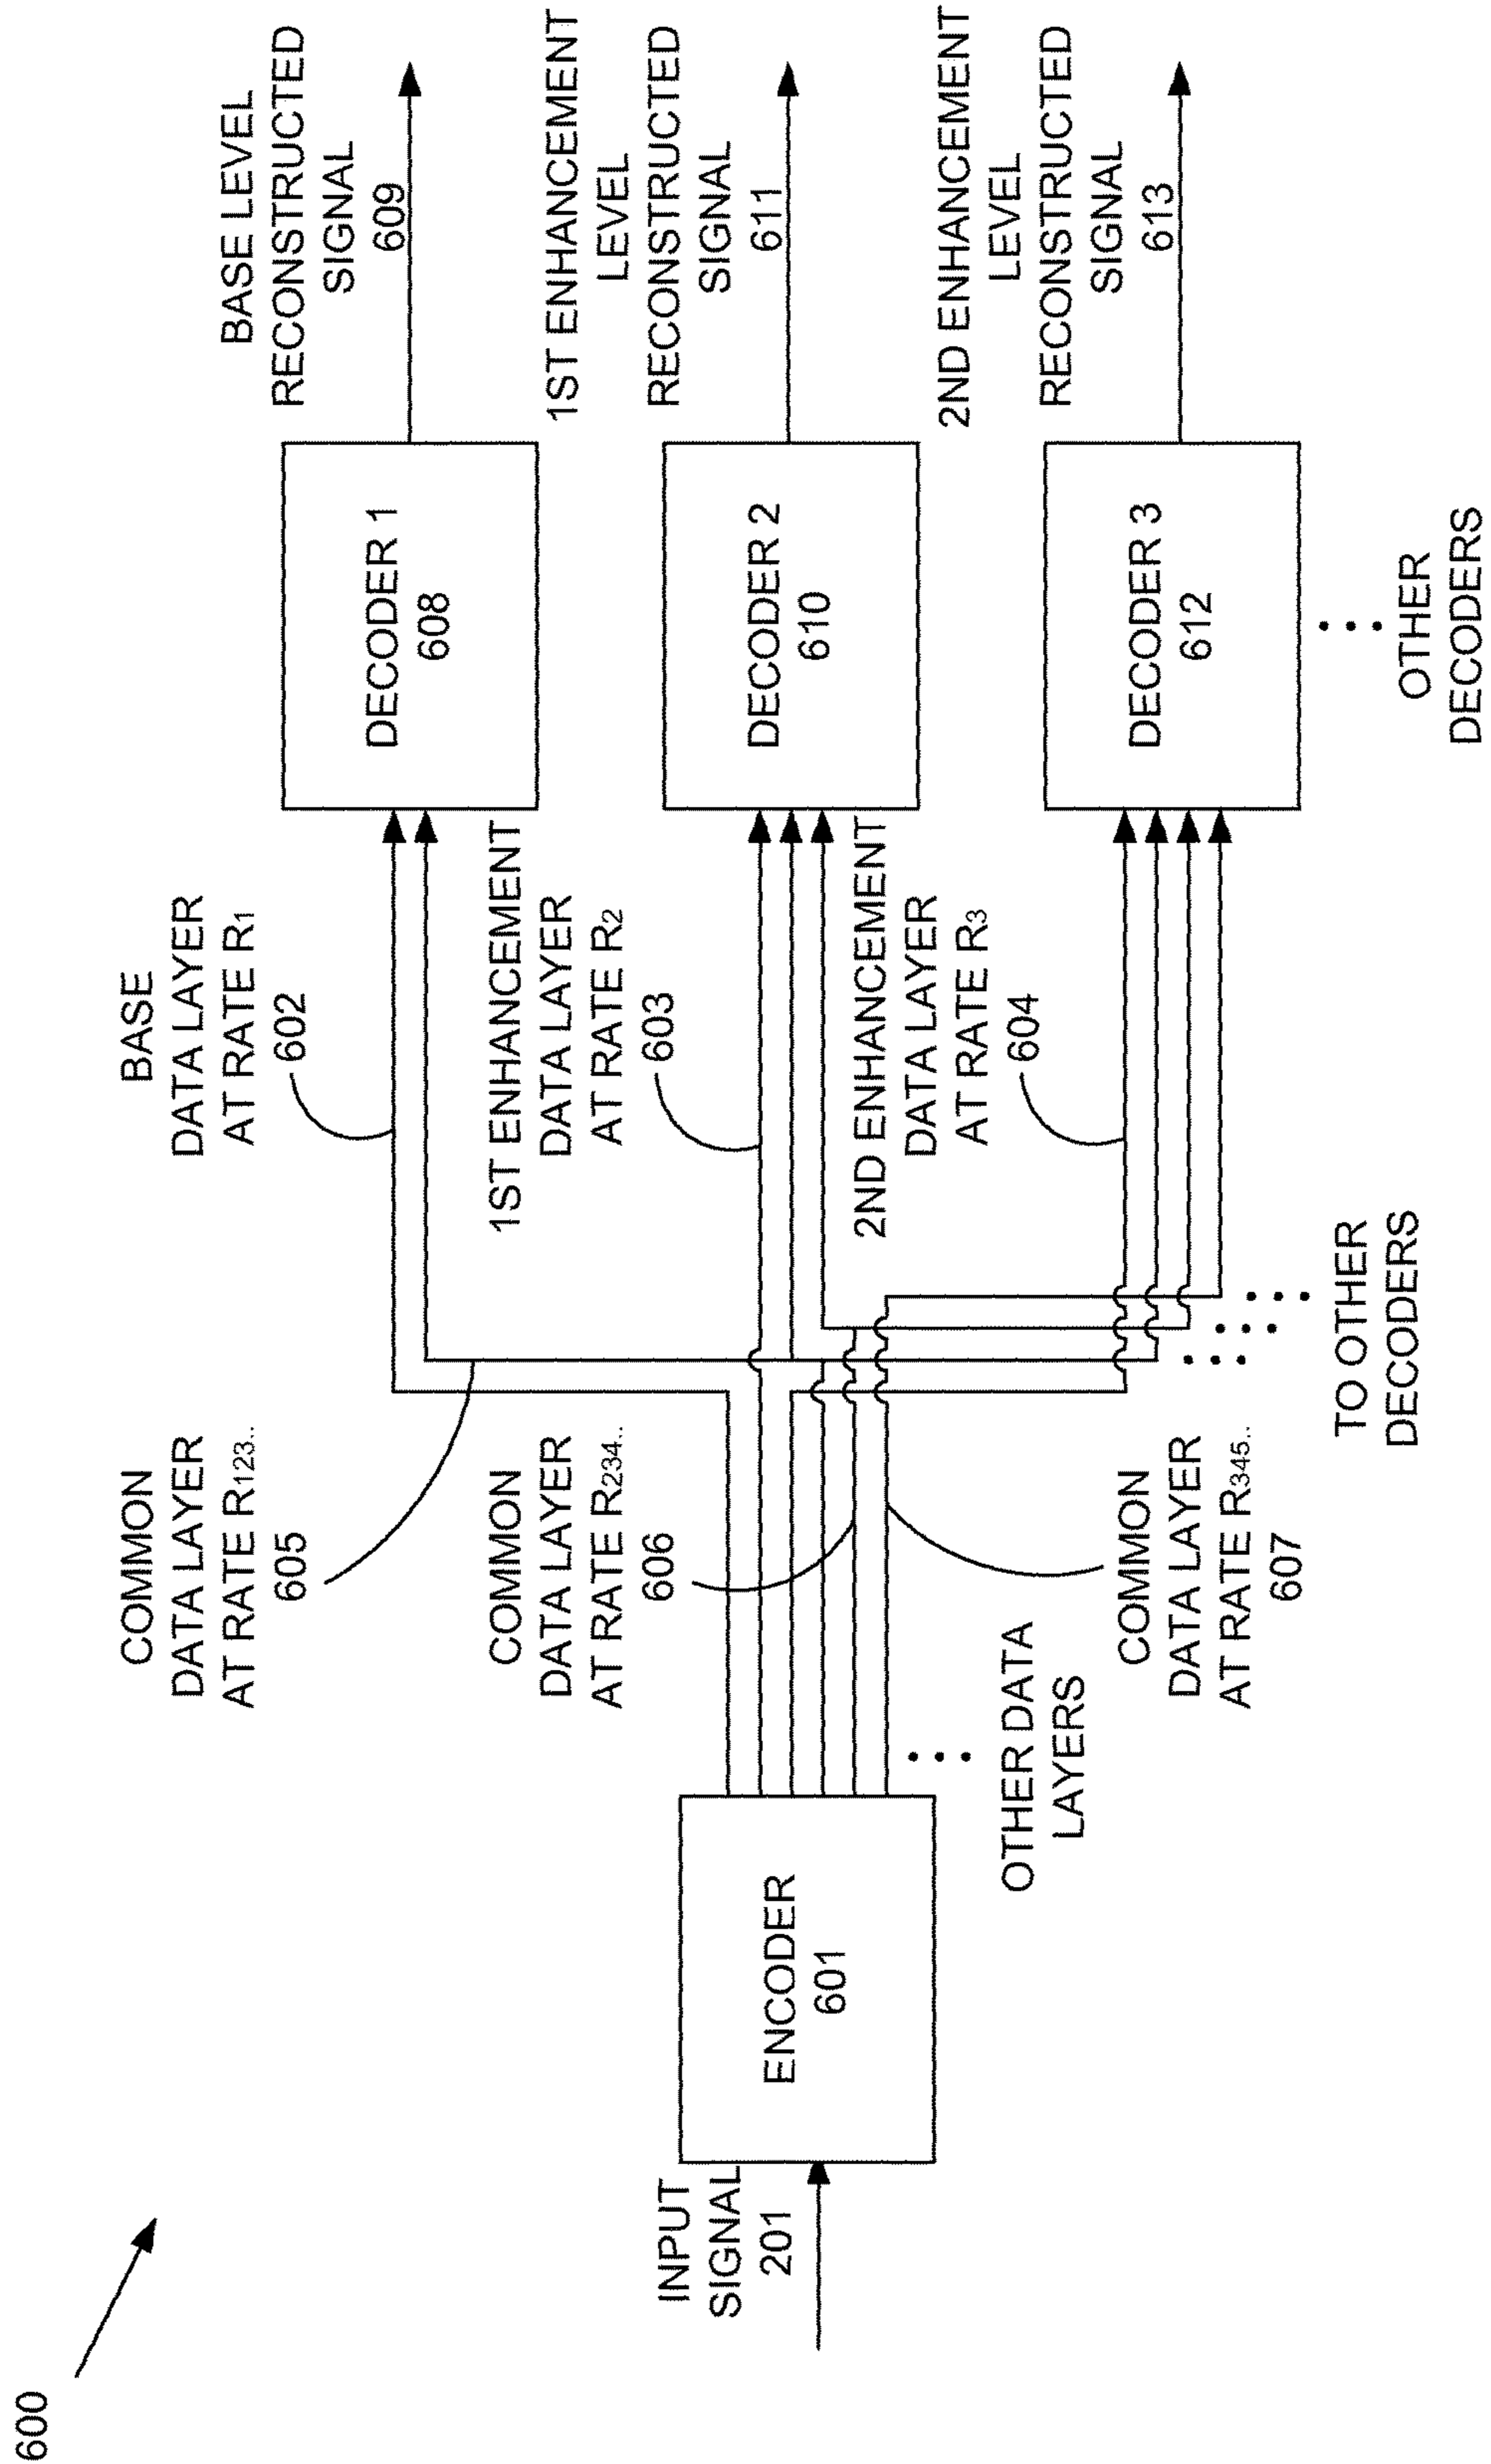 600
INPUT
SIGNAL
201
ENCODER
601
OTHER DATA
LAYERS
COMMON
DATA LAYER
AT RATE R123..
605
COMMON
DATA LAYER
AT RATE R234..
606
COMMON
DATA LAYER
AT RATE R345..
607
TO OTHER
DECODERS
BASE
DATA LAYER
AT RATE R1
602
1ST ENHANCEMENT
DATA LAYER
AT RATE R2
603
2ND ENHANCEMENT
DATA LAYER
AT RATE R3
604
DECODER 1
608
DECODER 2
610
DECODER 3
612
OTHER
DECODERS
BASE LEVEL
RECONSTRUCTED
SIGNAL
609
1ST ENHANCEMENT
LEVEL
RECONSTRUCTED
SIGNAL
611
2ND ENHANCEMENT
LEVEL
RECONSTRUCTED
SIGNAL
613